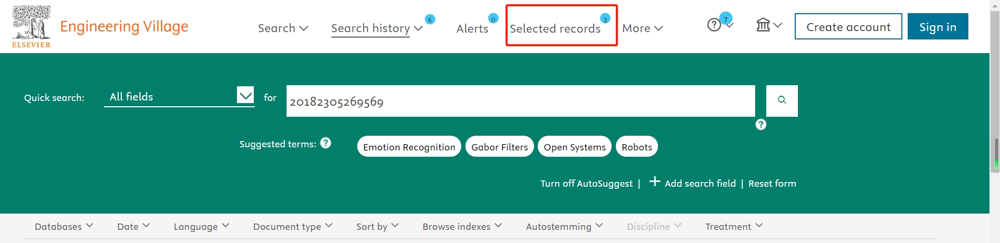 ELSEVIER
Engineering Village
Search
Search history 6
Alerts 0
Selected records 3
More
? 7
Create account
Sign in
Quick search: All fields for 20182305269569
?
Suggested terms: ? Emotion Recognition Gabor Filters Open Systems Robots
Turn off AutoSuggest | + Add search field | Reset form
Databases Date Language Document type Sort by Browse indexes Autostemming Discipline Treatment